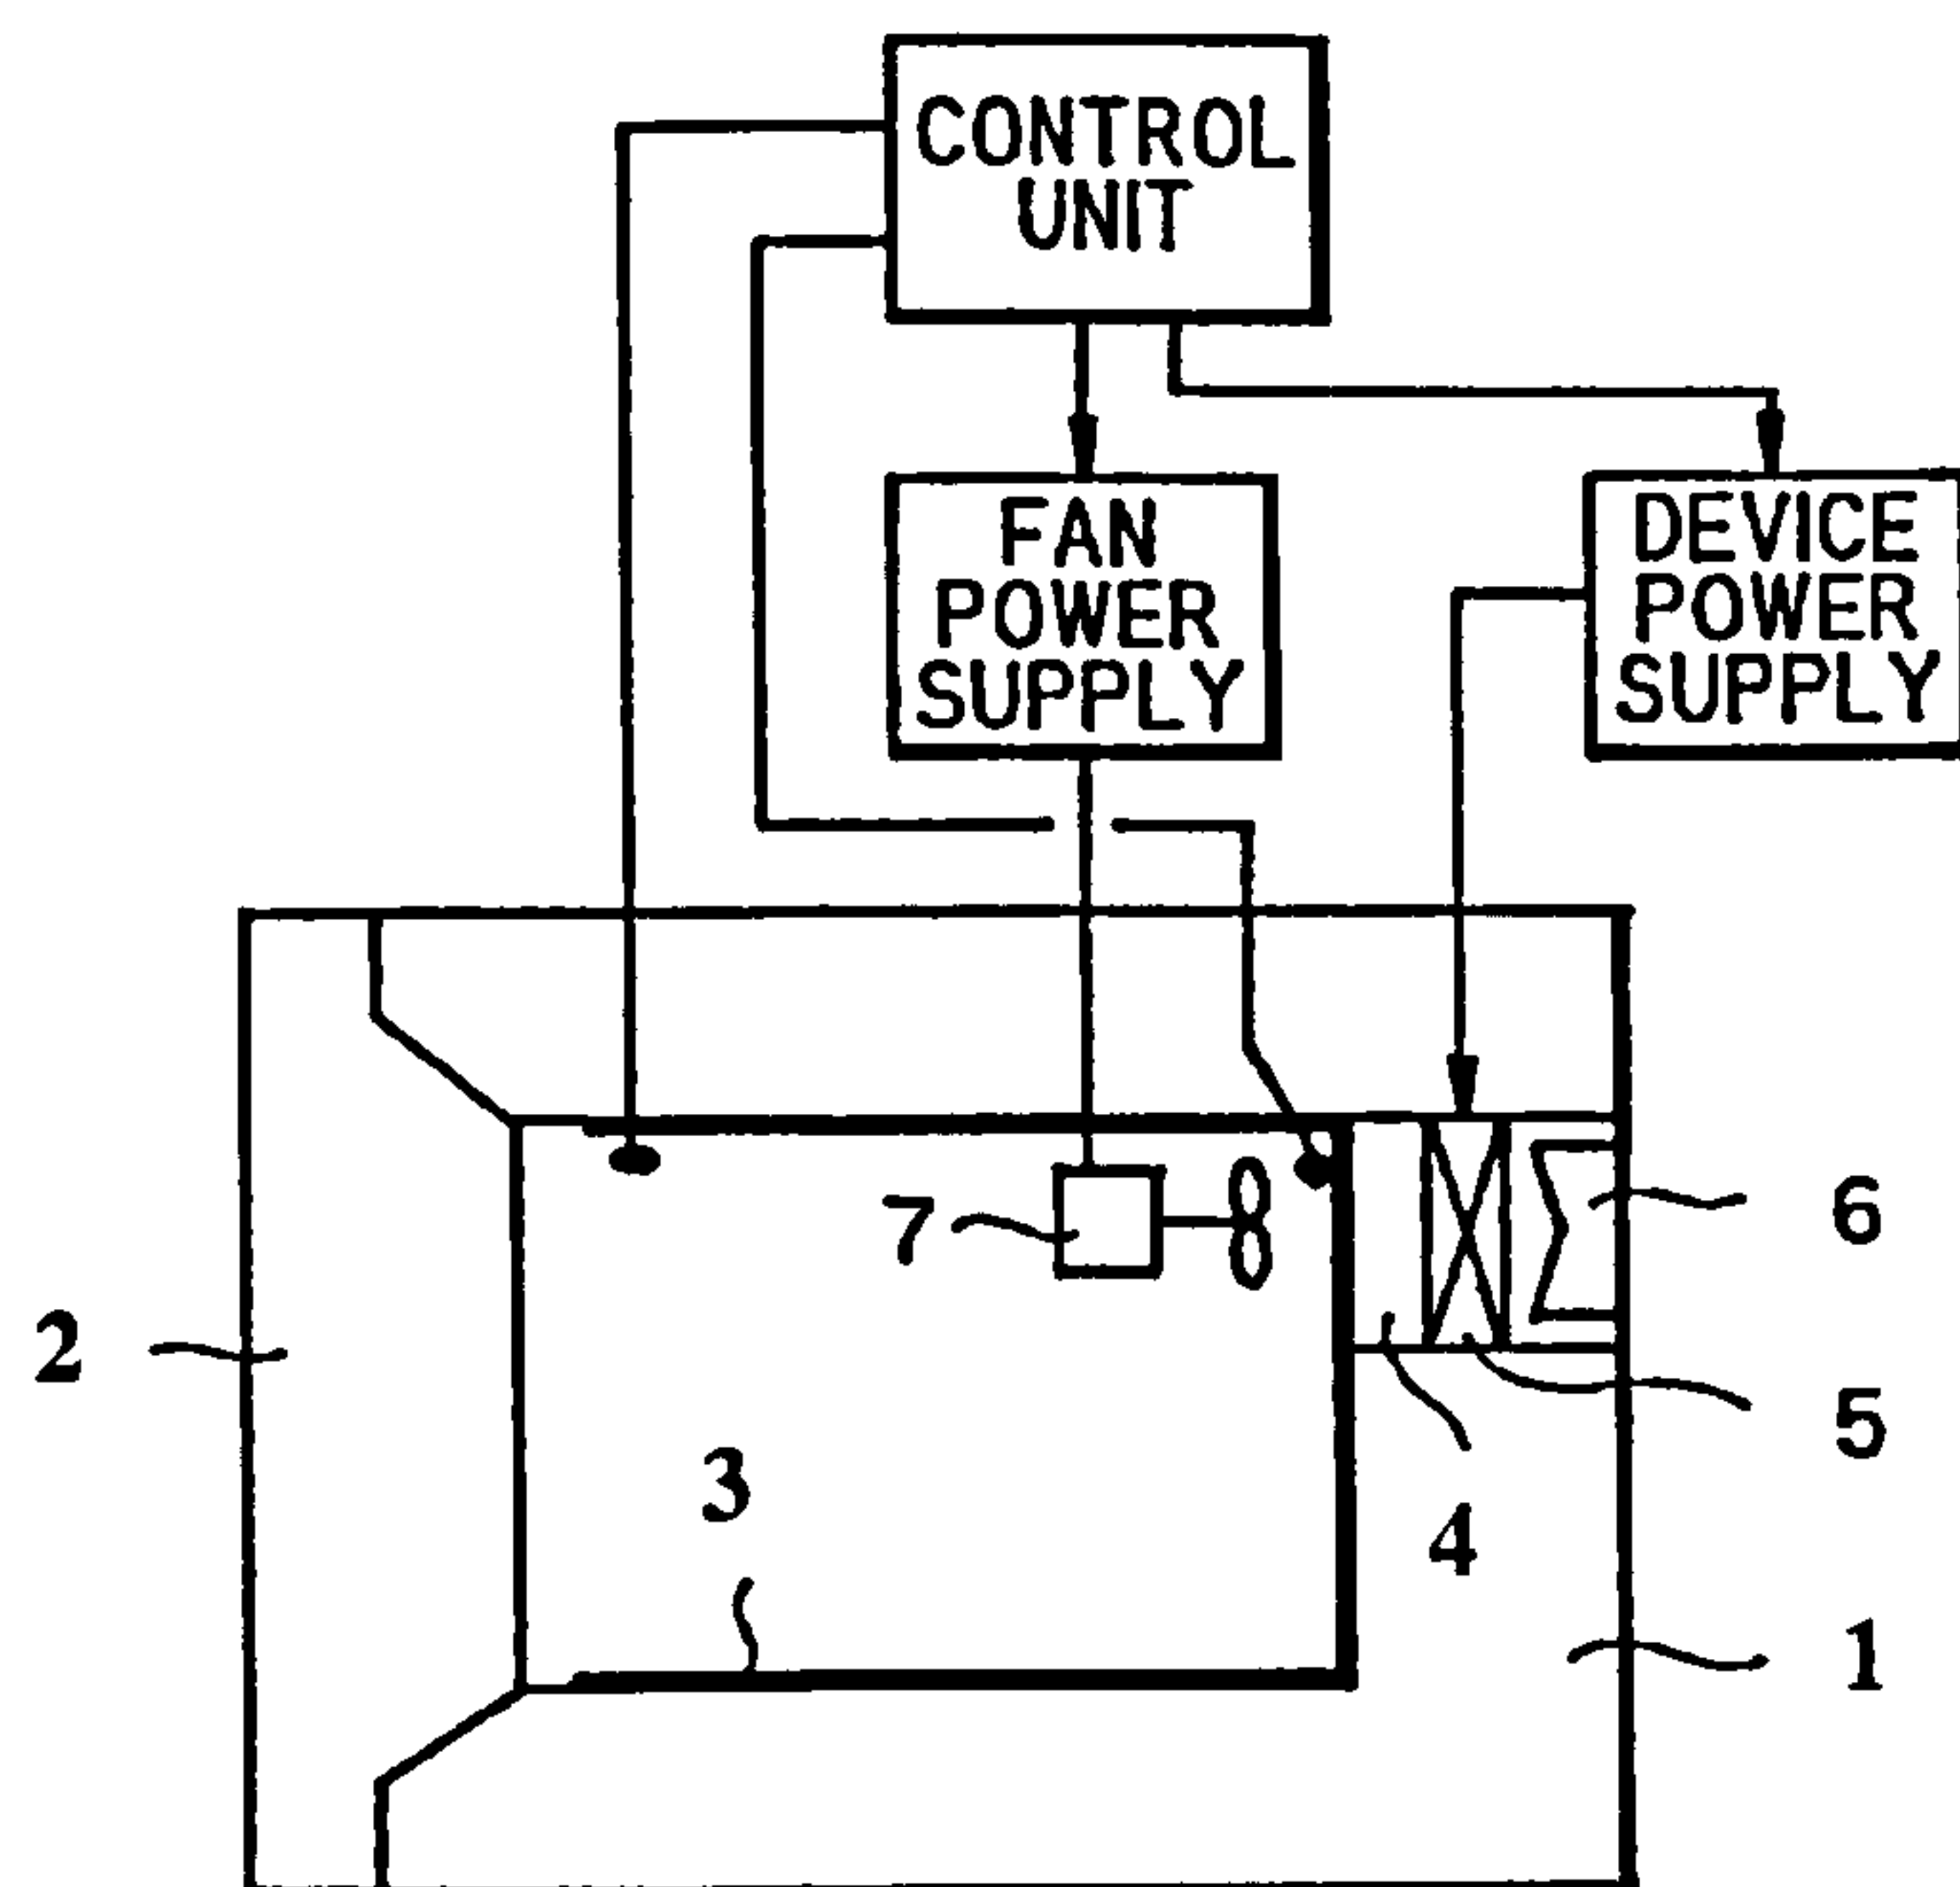 CONTROL
UNIT
FAN
POWER
SUPPLY
DEVICE
POWER
SUPPLY
7
6
2
5
3
4
1